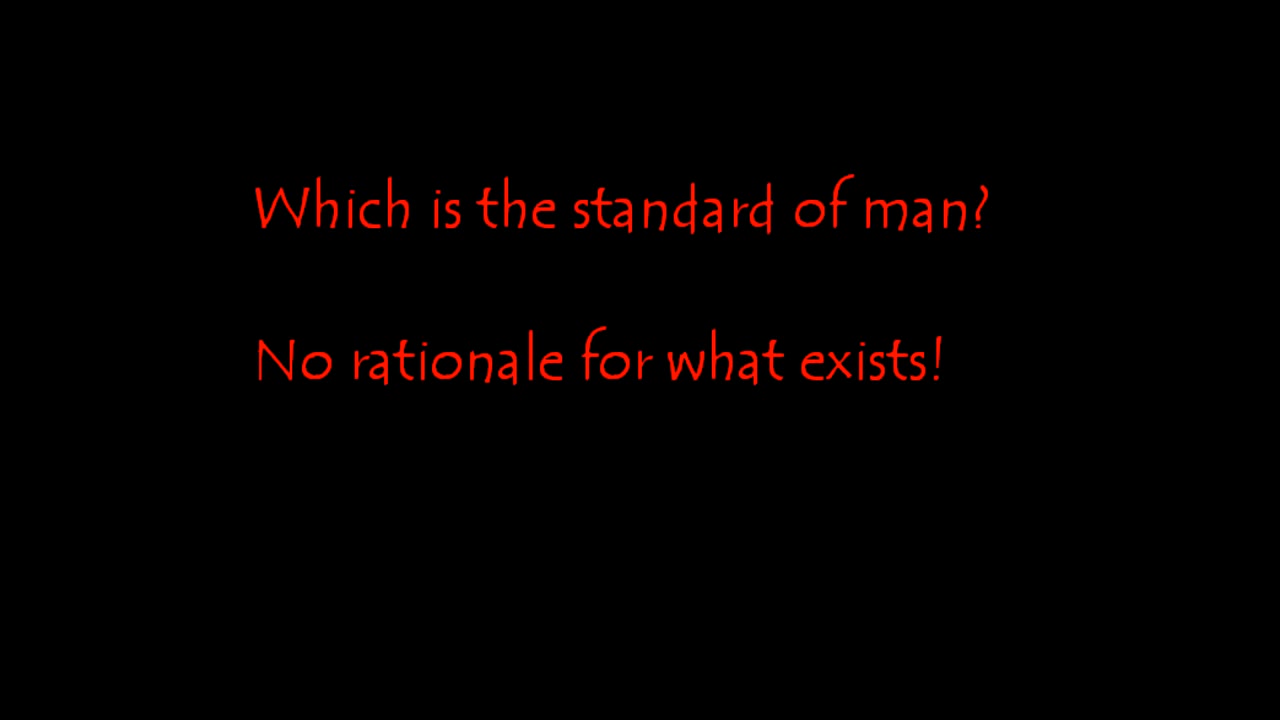 Which is the standard of man?
No rationale for what exists!